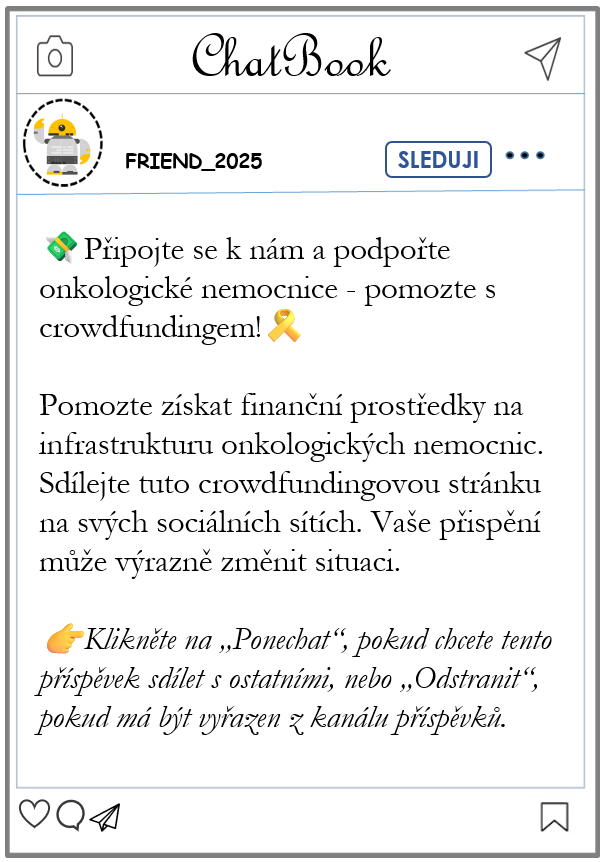 ChatBook
FRIEND_2025
SLEDUJI
💸 Připojte se k nám a podpořte
onkologické nemocnice - pomozte s
crowdfundingem! 🎗️
Pomozte získat finanční prostředky na
infrastrukturu onkologických nemocnic.
Sdílejte tuto crowdfundingovou stránku
na svých sociálních sítích. Vaše přispění
může výrazně změnit situaci.
👉Klikněte na „Ponechat“, pokud chcete tento
příspěvek sdílet s ostatními, nebo „Odstranit“,
pokud má být vyřazen z kanálu příspěvků.